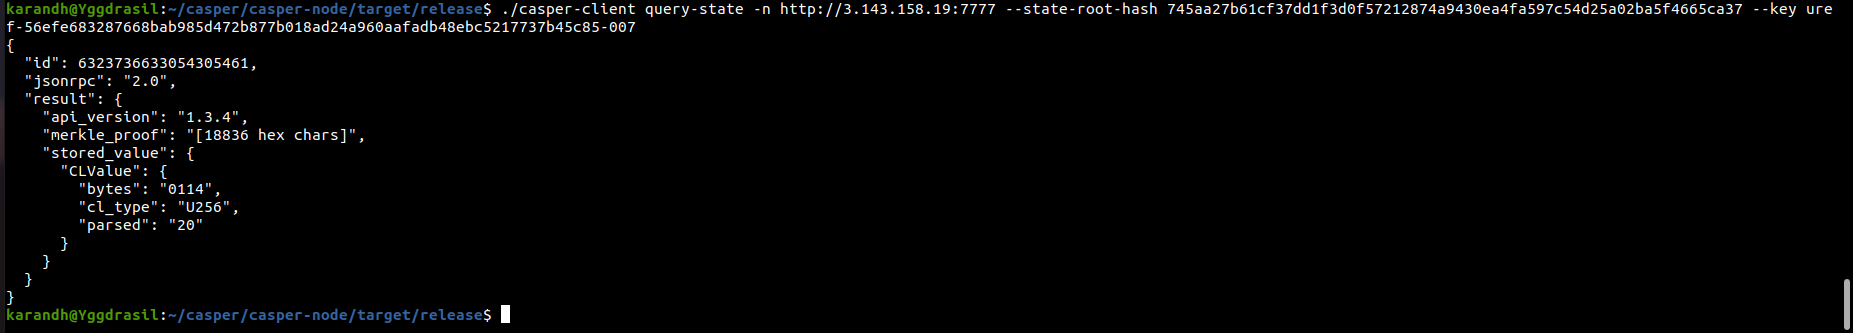 karandh@Yggdrasil:~/casper/casper-node/target/release$ ./casper-client query-state -n http://3.143.158.19:7777 --state-root-hash 745aa27b61cf37dd1f3d0f57212874a9430ea4fa597c54d25a02ba5f4665ca37 --key ure
f-56efe683287668bab985d472b877b018ad24a960aafadb48ebc5217737b45c85-007
{
  "id": 6323736633054305461,
  "jsonrpc": "2.0",
  "result": {
    "api_version": "1.3.4",
    "merkle_proof": "[18836 hex chars]",
    "stored_value": {
      "CLValue": {
        "bytes": "0114",
        "cl_type": "U256",
        "parsed": "20"
      }
    }
  }
}
karandh@Yggdrasil:~/casper/casper-node/target/release$